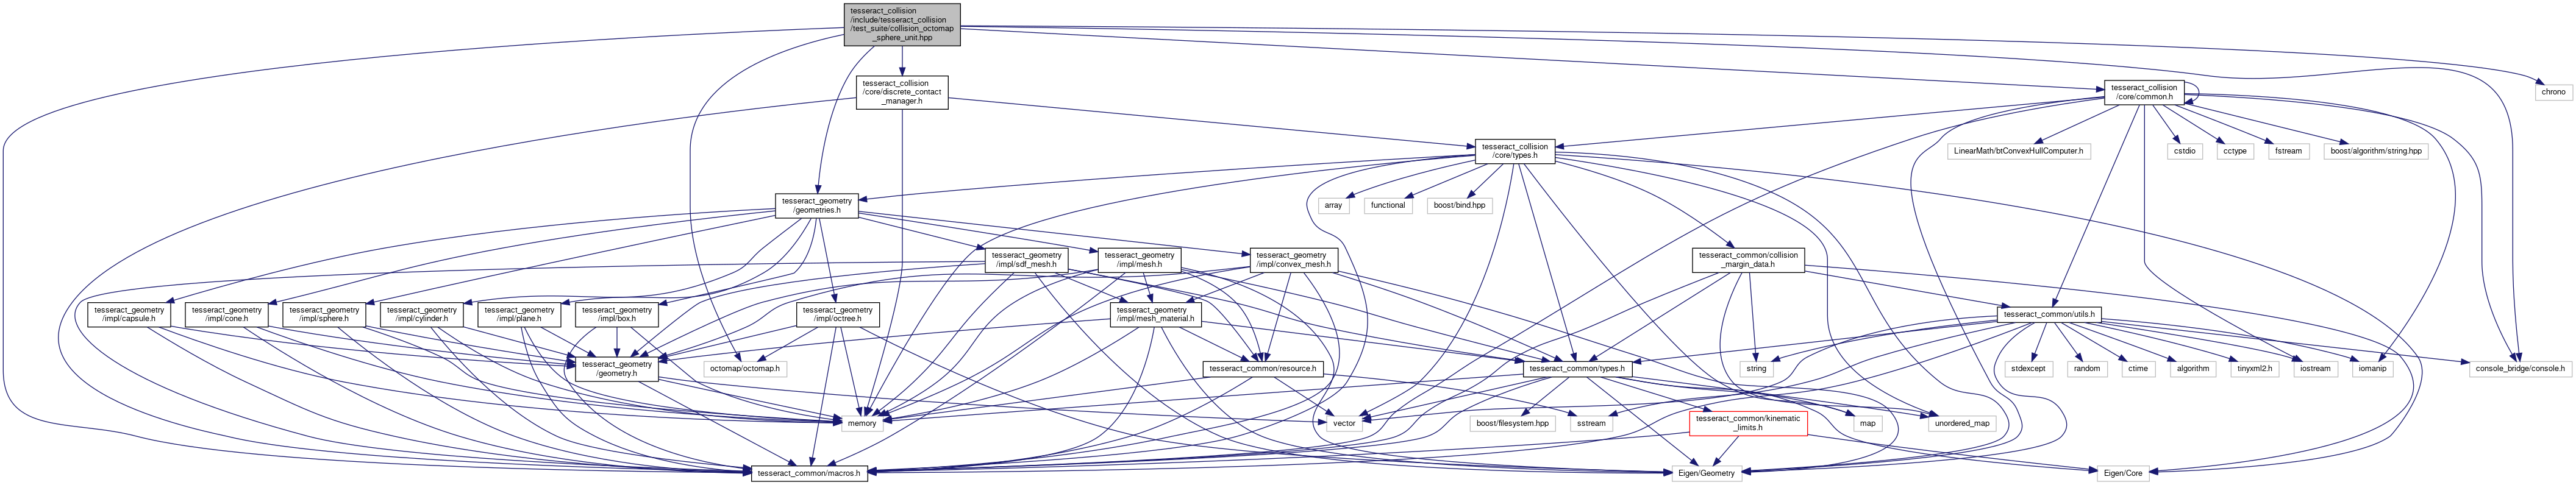 tesseract_collision
/include/tesseract_collision
/test_suite/collision_octomap
_sphere_unit.hpp
tesseract_collision
/core/discrete_contact
_manager.h
tesseract_collision
/core/common.h
chrono
tesseract_collision
/core/types.h
LinearMath/btConvexHullComputer.h
cstdio
cctype
fstream
boost/algorithm/string.hpp
tesseract_geometry
/geometries.h
array
functional
boost/bind.hpp
tesseract_geometry
/impl/sdf_mesh.h
tesseract_geometry
/impl/mesh.h
tesseract_geometry
/impl/convex_mesh.h
tesseract_common/collision
_margin_data.h
tesseract_geometry
/impl/capsule.h
tesseract_geometry
/impl/cone.h
tesseract_geometry
/impl/sphere.h
tesseract_geometry
/impl/cylinder.h
tesseract_geometry
/impl/plane.h
tesseract_geometry
/impl/box.h
tesseract_geometry
/impl/octree.h
tesseract_geometry
/impl/mesh_material.h
tesseract_common/utils.h
tesseract_geometry
/geometry.h
octomap/octomap.h
tesseract_common/resource.h
tesseract_common/types.h
string
stdexcept
random
ctime
algorithm
tinyxml2.h
iostream
iomanip
console_bridge/console.h
memory
vector
sstream
boost/filesystem.hpp
tesseract_common/kinematic
_limits.h
map
unordered_map
tesseract_common/macros.h
Eigen/Geometry
Eigen/Core